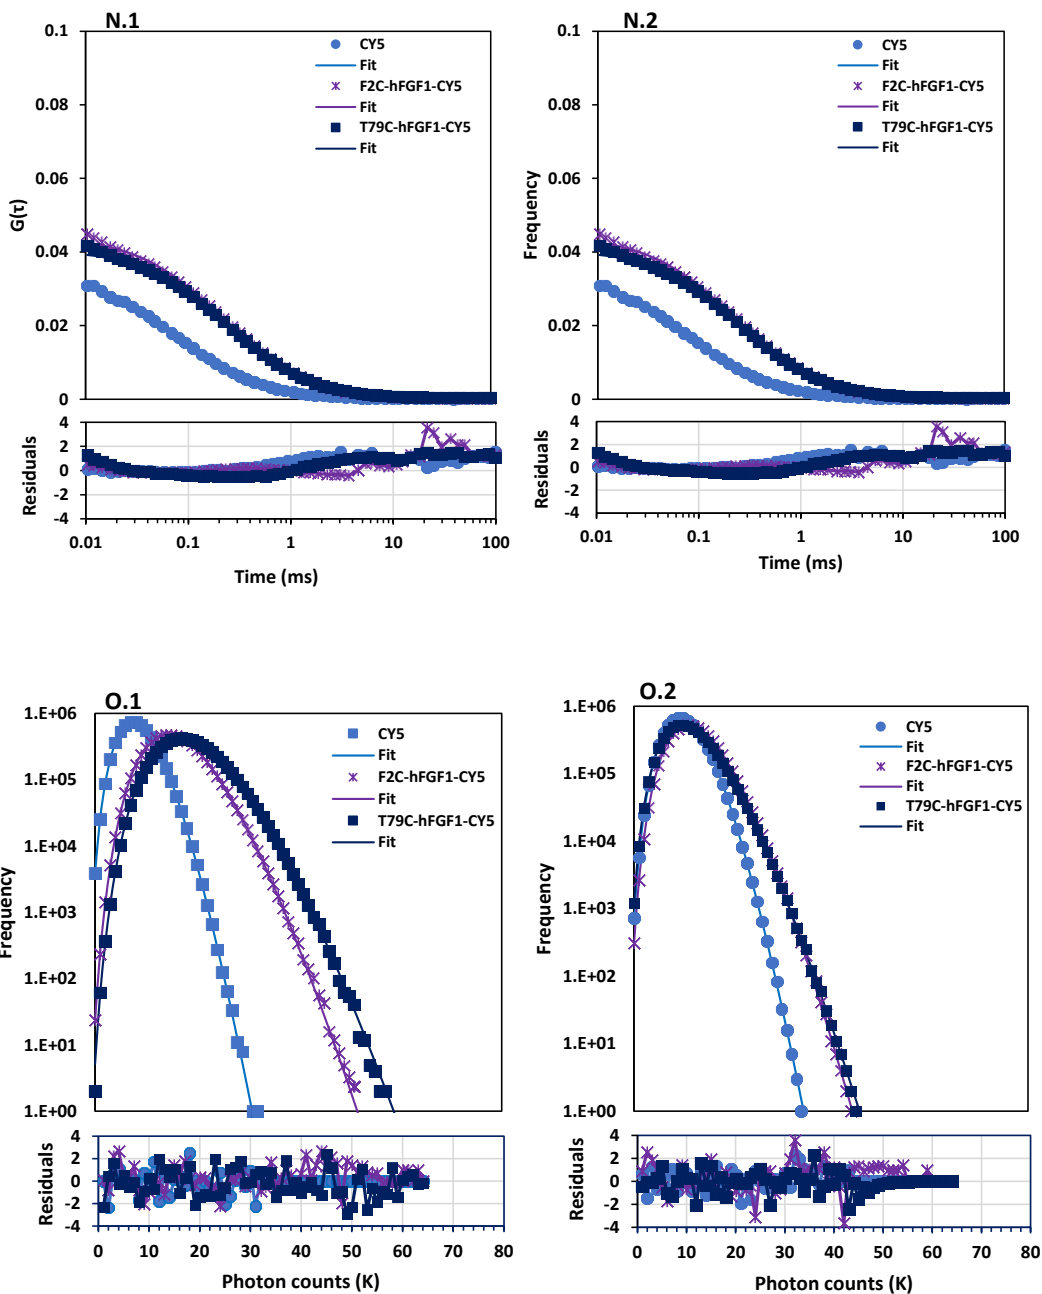 N.1
0.1
0.08
0.06
0.04
0.02
0
G(τ)
CY5
Fit
F2C-hFGF1-CY5
Fit
T79C-hFGF1-CY5
Fit
4
2
0
-2
-4
Residuals
0.01
0.1
1
10
100
Time (ms)
N.2
0.1
0.08
0.06
0.04
0.02
0
Frequency
CY5
Fit
F2C-hFGF1-CY5
Fit
T79C-hFGF1-CY5
Fit
4
2
0
-2
-4
Residuals
0.01
0.1
1
10
100
Time (ms)
O.1
1.E+06
1.E+05
1.E+04
1.E+03
1.E+02
1.E+01
1.E+00
Frequency
CY5
Fit
F2C-hFGF1-CY5
Fit
T79C-hFGF1-CY5
Fit
4
2
0
-2
-4
Residuals
0
10
20
30
40
50
60
70
80
Photon counts (K)
O.2
1.E+06
1.E+05
1.E+04
1.E+03
1.E+02
1.E+01
1.E+00
Frequency
CY5
Fit
F2C-hFGF1-CY5
Fit
T79C-hFGF1-CY5
Fit
4
2
0
-2
-4
Residuals
0
10
20
30
40
50
60
70
80
Photon counts (K)